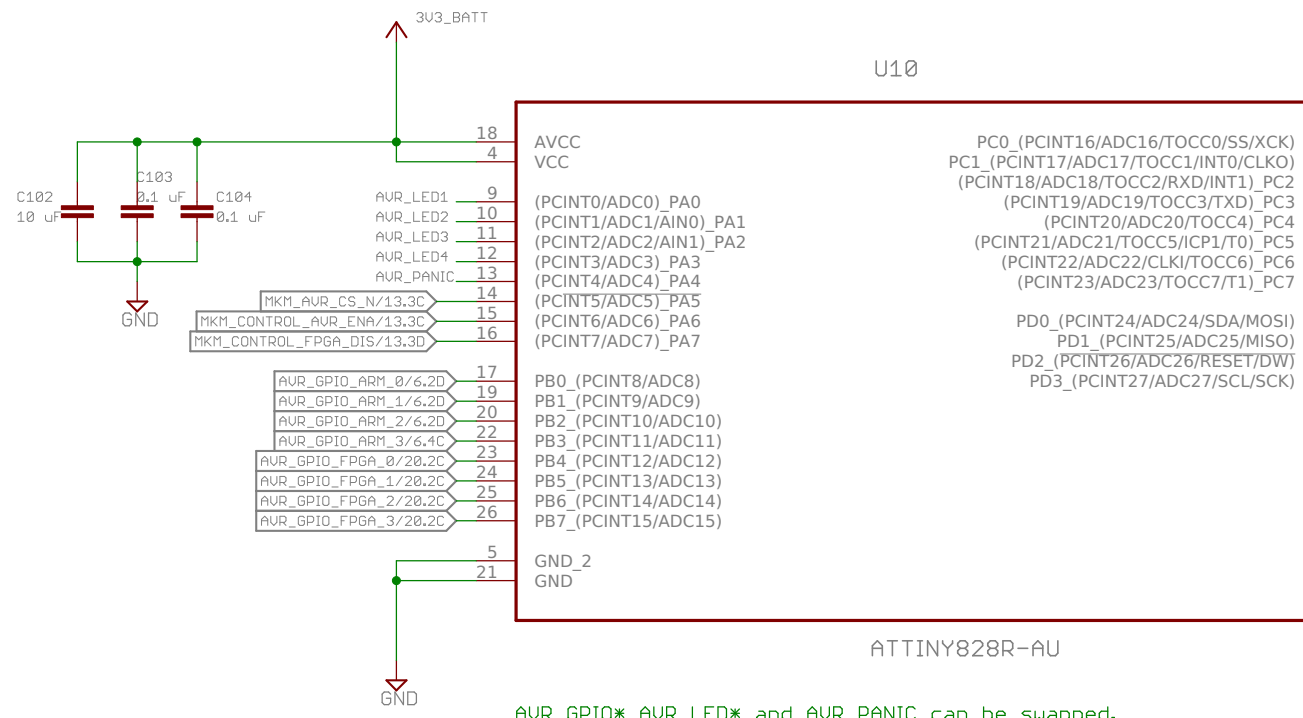 3V3_BATT
U10
C102
10 uF
C103
0.1 uF
C104
0.1 uF
GND
18 AVCC
4 VCC
AVR_LED1 9 (PCINT0/ADC0)_PA0
AVR_LED2 10 (PCINT1/ADC1/AIN0)_PA1
AVR_LED3 11 (PCINT2/ADC2/AIN1)_PA2
AVR_LED4 12 (PCINT3/ADC3)_PA3
AVR_PANIC 13 (PCINT4/ADC4)_PA4
MKM_AVR_CS_N/13.3C 14 (PCINT5/ADC5)_PA5
MKM_CONTROL_AVR_ENA/13.3C 15 (PCINT6/ADC6)_PA6
MKM_CONTROL_FPGA_DIS/13.3D 16 (PCINT7/ADC7)_PA7
AVR_GPIO_ARM_0/6.2D 17 PB0_(PCINT8/ADC8)
AVR_GPIO_ARM_1/6.2D 19 PB1_(PCINT9/ADC9)
AVR_GPIO_ARM_2/6.2D 20 PB2_(PCINT10/ADC10)
AVR_GPIO_ARM_3/6.4C 22 PB3_(PCINT11/ADC11)
AVR_GPIO_FPGA_0/20.2C 23 PB4_(PCINT12/ADC12)
AVR_GPIO_FPGA_1/20.2C 24 PB5_(PCINT13/ADC13)
AVR_GPIO_FPGA_2/20.2C 25 PB6_(PCINT14/ADC14)
AVR_GPIO_FPGA_3/20.2C 26 PB7_(PCINT15/ADC15)
5 GND_2
21 GND
GND
PC0_(PCINT16/ADC16/TOCC0/SS/XCK)
PC1_(PCINT17/ADC17/TOCC1/INT0/CLKO)
(PCINT18/ADC18/TOCC2/RXD/INT1)_PC2
(PCINT19/ADC19/TOCC3/TXD)_PC3
(PCINT20/ADC20/TOCC4)_PC4
(PCINT21/ADC21/TOCC5/ICP1/T0)_PC5
(PCINT22/ADC22/CLKI/TOCC6)_PC6
(PCINT23/ADC23/TOCC7/T1)_PC7
PD0_(PCINT24/ADC24/SDA/MOSI)
PD1_(PCINT25/ADC25/MISO)
PD2_(PCINT26/ADC26/RESET/DW)
PD3_(PCINT27/ADC27/SCL/SCK)
ATTINY828R-AU
AVR_GPIO* AVR_LED* and AVR_PANIC can be swapped.